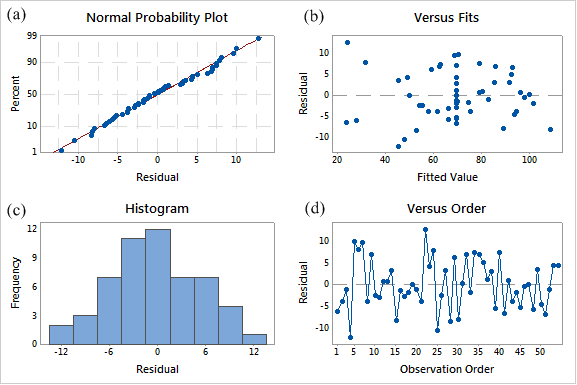 (a)
Normal Probability Plot
99
90
50
10
1
Percent
-10
-5
0
5
10
Residual
(b)
Versus Fits
10
5
0
-5
-10
Residual
20
40
60
80
100
Fitted Value
(c)
Histogram
12
9
6
3
0
Frequency
-12
-6
0
6
12
Residual
(d)
Versus Order
10
5
0
-5
-10
Residual
1
5
10
15
20
25
30
35
40
45
50
Observation Order